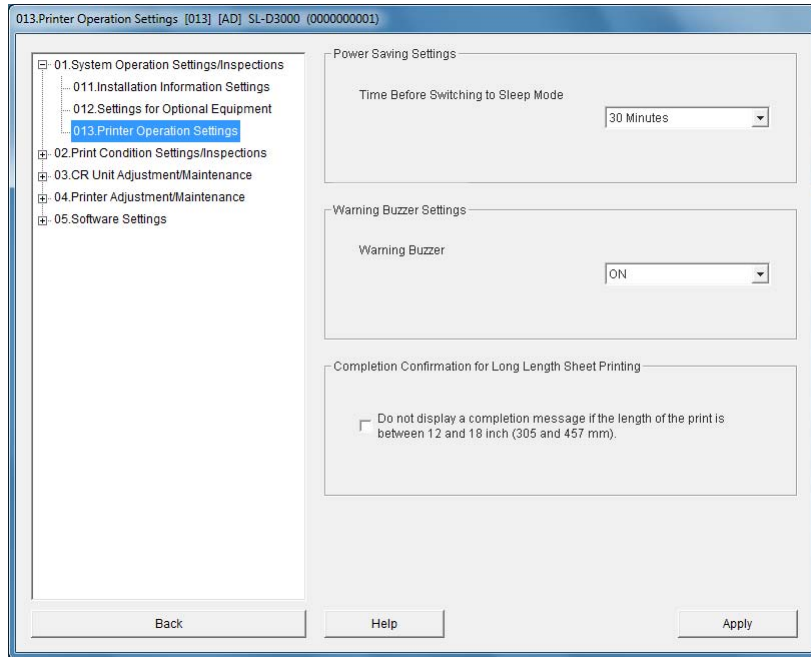 013.Printer Operation Settings [013] [AD] SL-D3000 (0000000001)
01.System Operation Settings/Inspections
011.Installation Information Settings
012.Settings for Optional Equipment
013.Printer Operation Settings
02.Print Condition Settings/Inspections
03.CR Unit Adjustment/Maintenance
04.Printer Adjustment/Maintenance
05.Software Settings
Power Saving Settings
Time Before Switching to Sleep Mode
30 Minutes
Warning Buzzer Settings
Warning Buzzer
ON
Completion Confirmation for Long Length Sheet Printing
Do not display a completion message if the length of the print is
between 12 and 18 inch (305 and 457 mm).
Back
Help
Apply